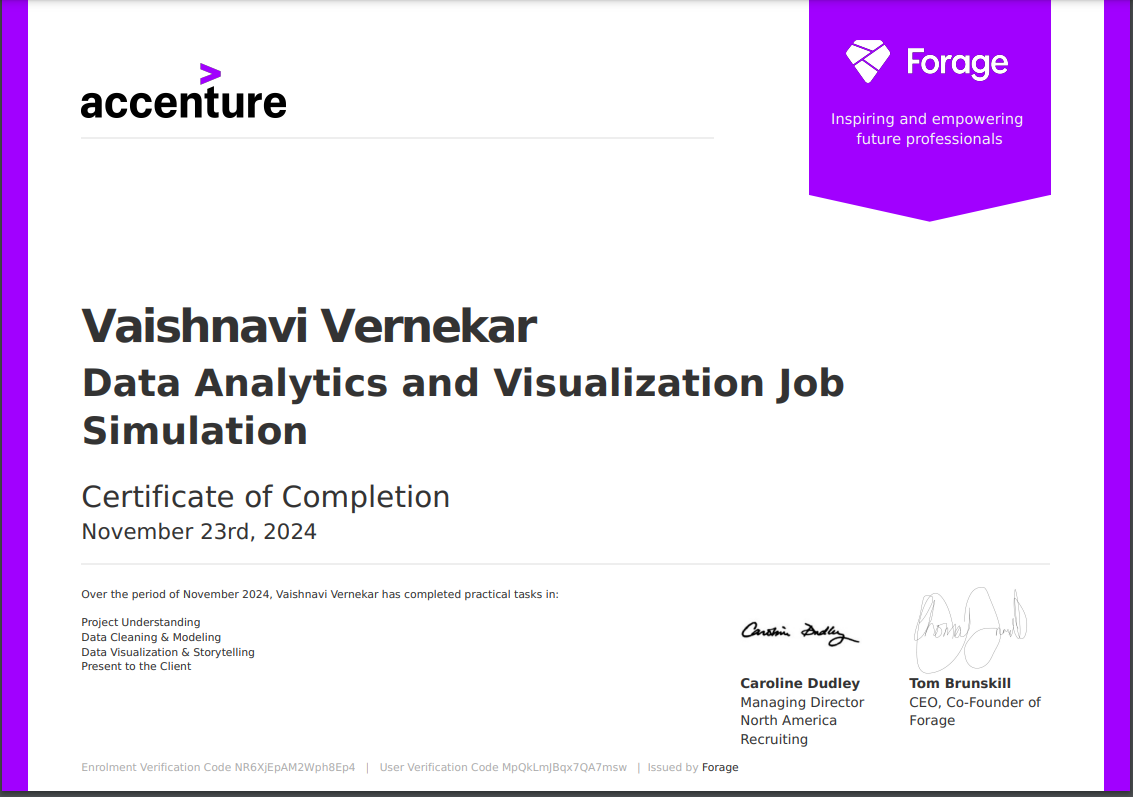 accenture
Forage
Inspiring and empowering
future professionals
Vaishnavi Vernekar
Data Analytics and Visualization Job
Simulation
Certificate of Completion
November 23rd, 2024
Over the period of November 2024, Vaishnavi Vernekar has completed practical tasks in:
Project Understanding
Data Cleaning & Modeling
Data Visualization & Storytelling
Present to the Client
Caroline Dudley
Caroline Dudley
Managing Director
North America
Recruiting
Tom Brunskill
CEO, Co-Founder of
Forage
Enrolment Verification Code NR6XjEpAM2Wph8Ep4 | User Verification Code MpQkLmJBqx7QA7msw | Issued by Forage